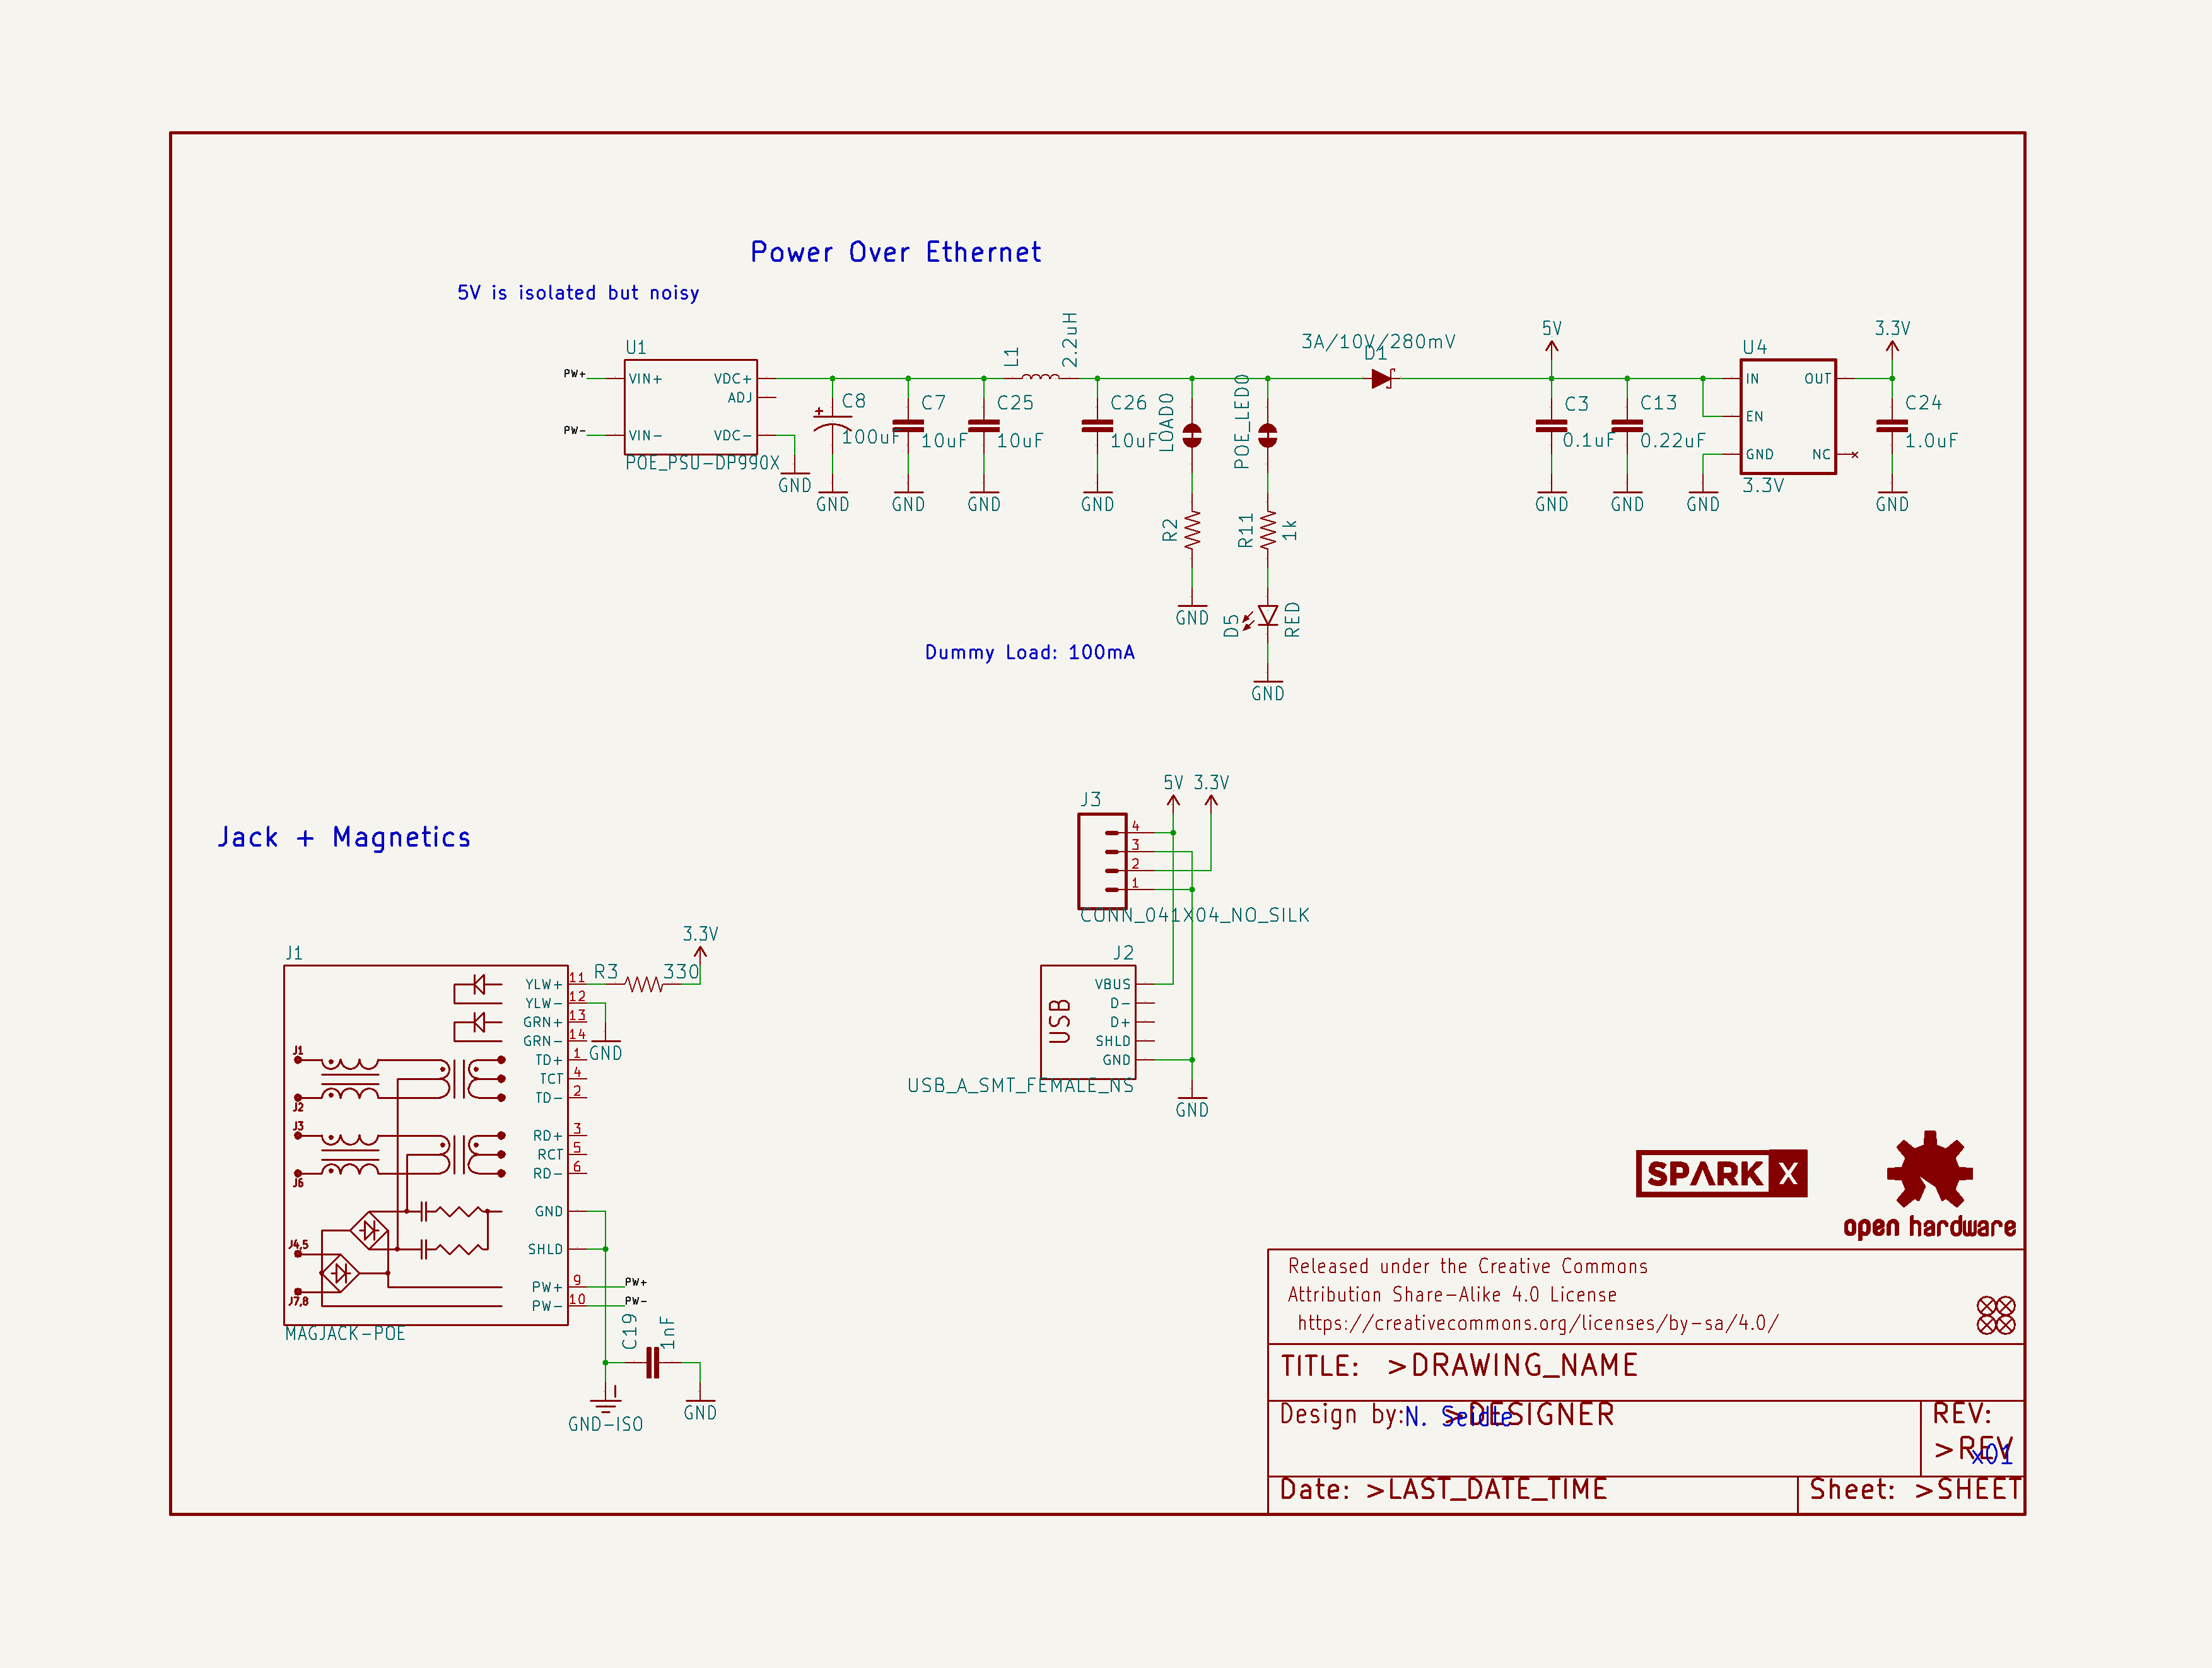 Power Over Ethernet
5V is isolated but noisy
U1
PW+
PW-
VIN+
VIN-
VDC+
ADJ
VDC-
POE_PSU-DP990X
GND
C8
100uF
GND
C7
10uF
GND
C25
10uF
GND
L1
2.2uH
C26
10uF
GND
LOAD0
R2
GND
POE_LED0
R11
1k
D5
RED
GND
Dummy Load: 100mA
3A/10V/280mV
D1
5V
C3
0.1uF
GND
C13
0.22uF
GND
GND
U4
IN
EN
GND
OUT
NC
3.3V
3.3V
C24
1.0uF
GND
Jack + Magnetics
J3
5V
3.3V
4
3
2
1
CONN_041X04_NO_SILK
J2
USB
VBUS
D-
D+
SHLD
GND
USB_A_SMT_FEMALE_NS
GND
J1
YLW+
YLW-
GRN+
GRN-
TD+
TCT
TD-
RD+
RCT
RD-
GND
SHLD
PW+
PW-
11
12
13
14
1
4
2
3
5
6
9
10
J1
J2
J3
J6
J4,5
J7,8
MAGJACK-POE
R3
330
3.3V
GND
PW+
PW-
C19
1nF
GND-ISO
GND
SPARK X
open hardware
Released under the Creative Commons
Attribution Share-Alike 4.0 License
https://creativecommons.org/licenses/by-sa/4.0/
TITLE: >DRAWING_NAME
Design by: N. Seidle >DESIGNER
REV:
>REV
x01
Date: >LAST_DATE_TIME
Sheet: >SHEET